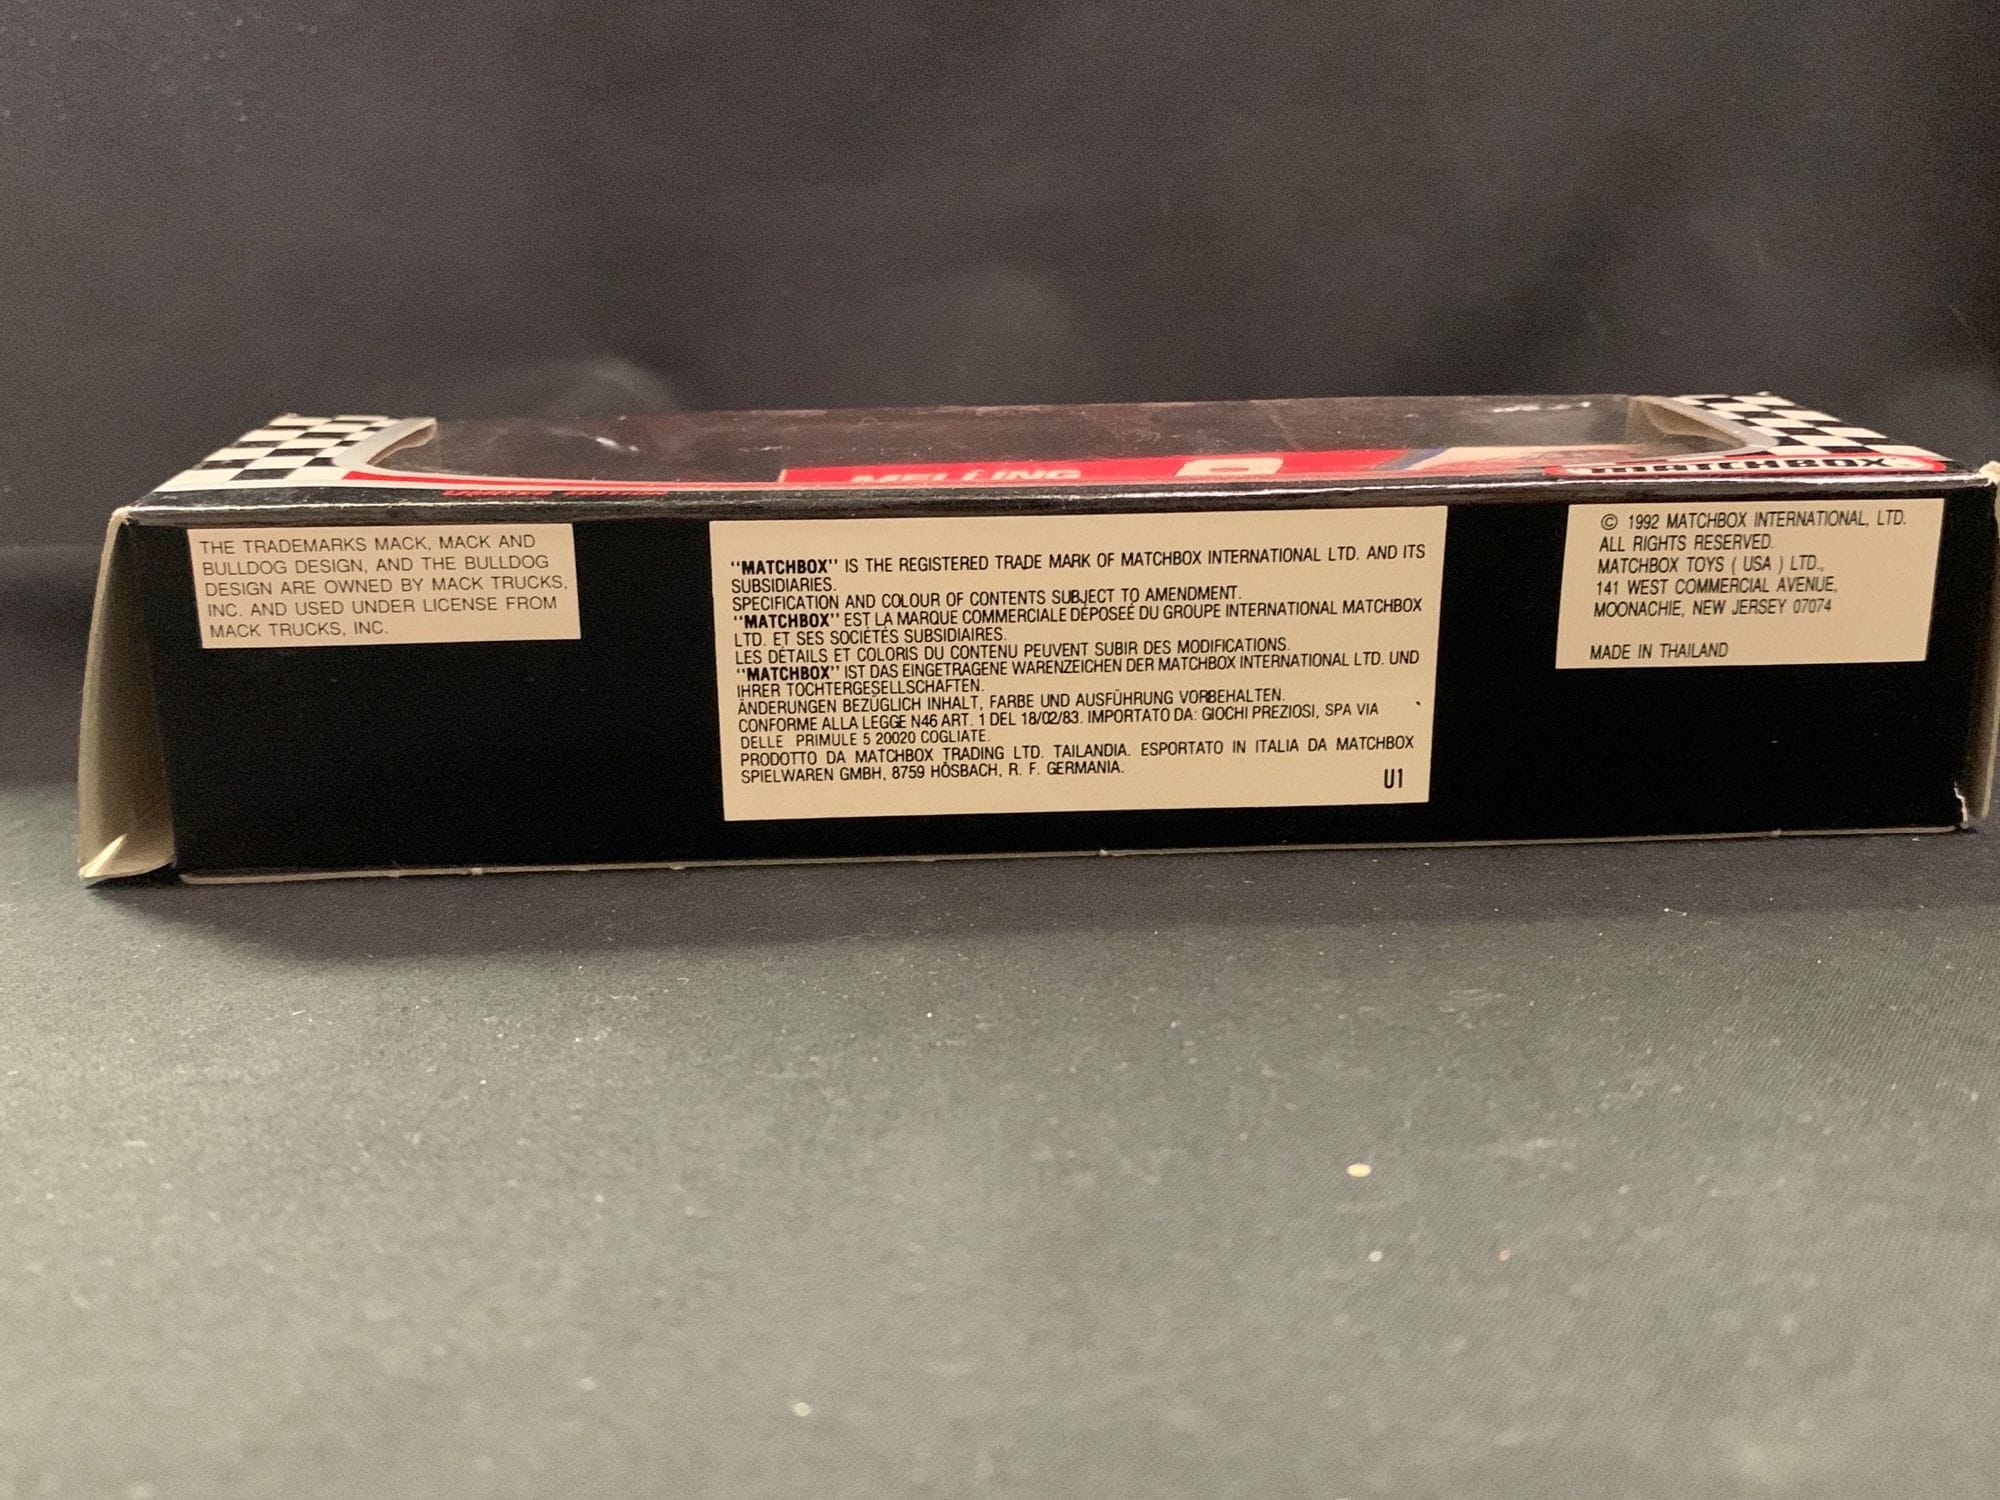 MELLING
9
LIMITED EDITION
MATCHBOX
THE TRADEMARKS MACK, MACK AND
BULLDOG DESIGN, AND THE BULLDOG
DESIGN ARE OWNED BY MACK TRUCKS,
INC. AND USED UNDER LICENSE FROM
MACK TRUCKS, INC.
"MATCHBOX" IS THE REGISTERED TRADE MARK OF MATCHBOX INTERNATIONAL LTD. AND ITS
SUBSIDIARIES.
SPECIFICATION AND COLOUR OF CONTENTS SUBJECT TO AMENDMENT.
"MATCHBOX" EST LA MARQUE COMMERCIALE DÉPOSÉE DU GROUPE INTERNATIONAL MATCHBOX
LTD. ET SES SOCIÉTÉS SUBSIDIAIRES.
LES DÉTAILS ET COLORIS DU CONTENU PEUVENT SUBIR DES MODIFICATIONS.
"MATCHBOX" IST DAS EINGETRAGENE WARENZEICHEN DER MATCHBOX INTERNATIONAL LTD. UND
IHRER TOCHTERGESELLSCHAFTEN.
ÄNDERUNGEN BEZÜGLICH INHALT, FARBE UND AUSFÜHRUNG VORBEHALTEN.
CONFORME ALLA LEGGE N46 ART. 1 DEL 18/02/83. IMPORTATO DA: GIOCHI PREZIOSI, SPA VIA
DELLE PRIMULE 5 20020 COGLIATE.
PRODOTTO DA MATCHBOX TRADING LTD. TAILANDIA. ESPORTATO IN ITALIA DA MATCHBOX
SPIELWAREN GMBH, 8759 HÖSBACH, R. F. GERMANIA.
U1
© 1992 MATCHBOX INTERNATIONAL, LTD.
ALL RIGHTS RESERVED.
MATCHBOX TOYS ( USA ) LTD.,
141 WEST COMMERCIAL AVENUE,
MOONACHIE, NEW JERSEY 07074
MADE IN THAILAND